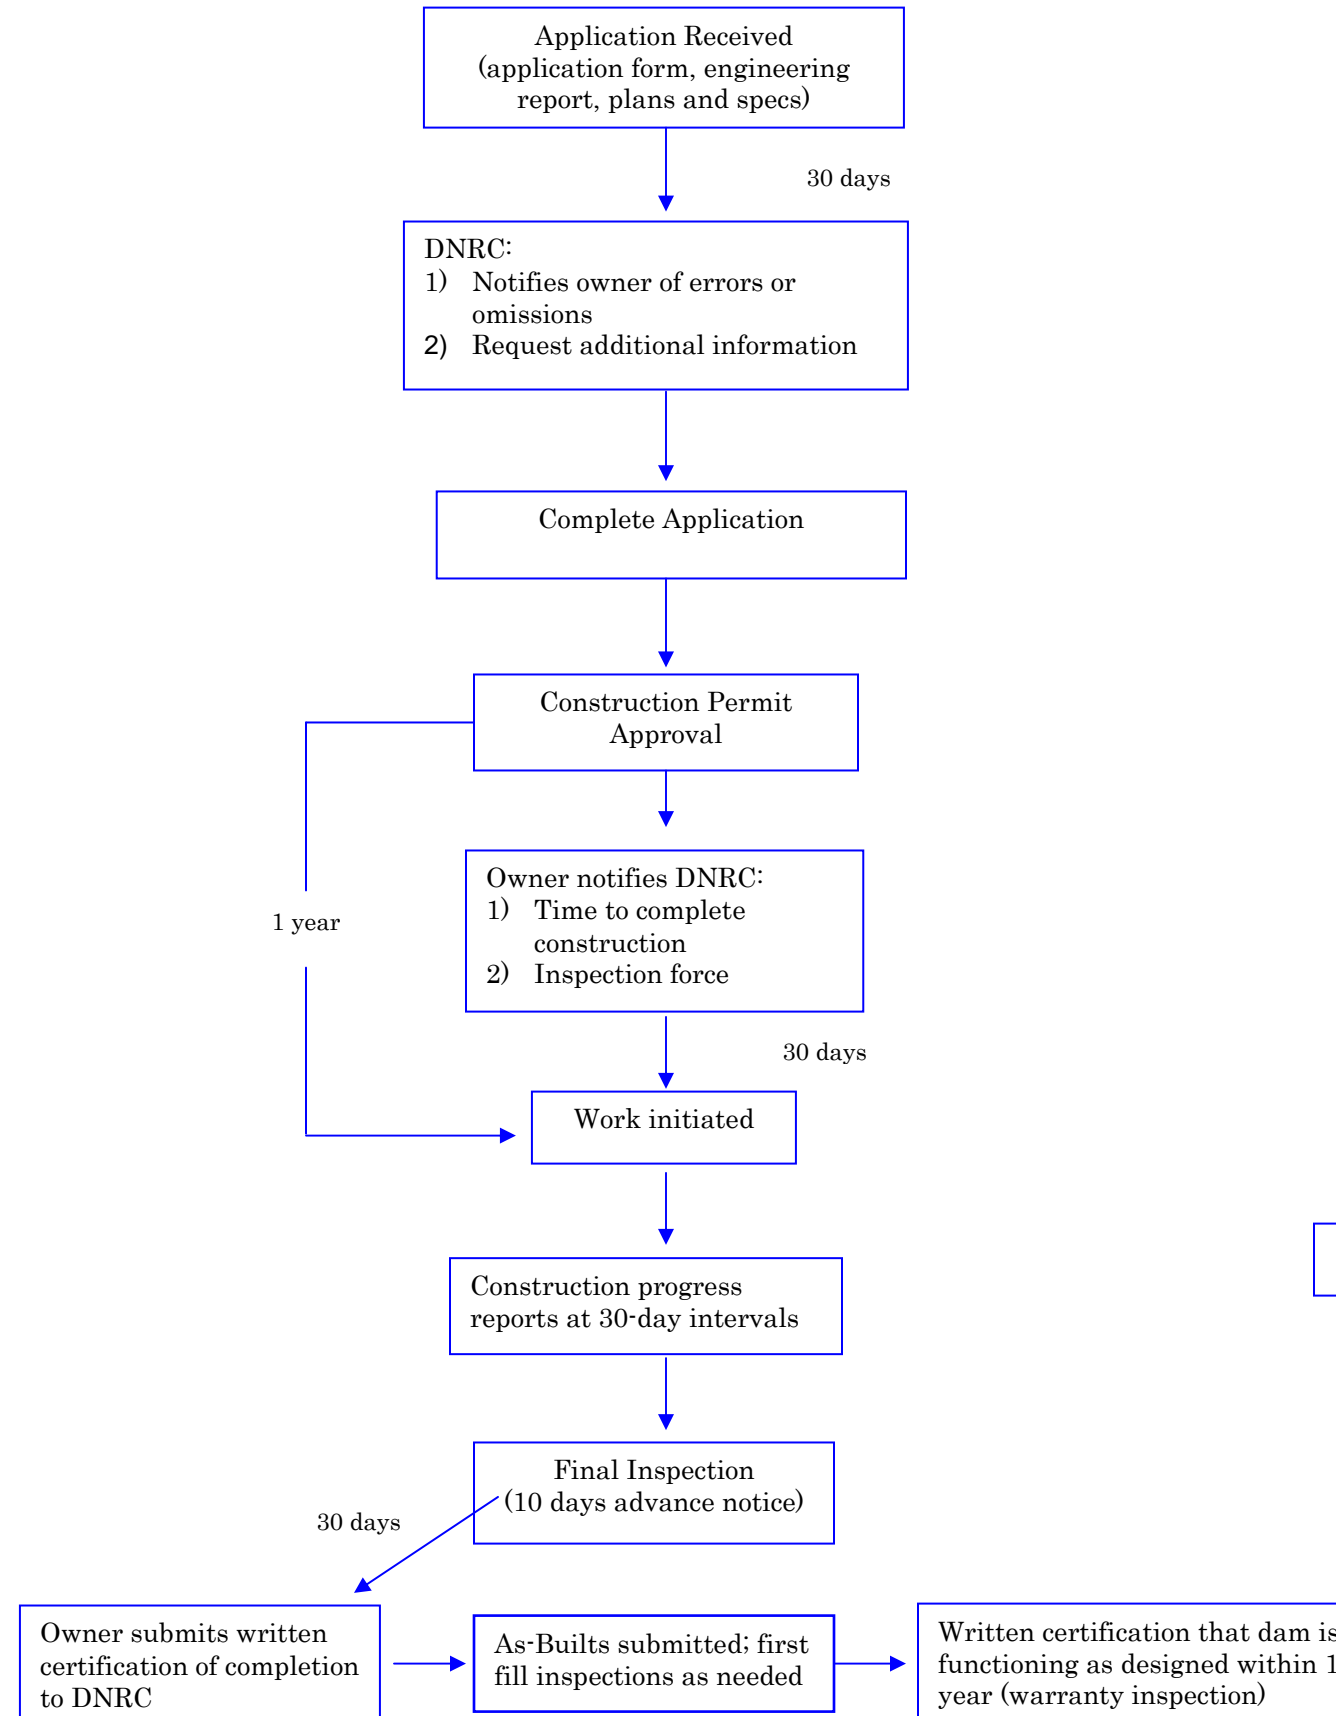 Application Received
(application form, engineering
report, plans and specs)
30 days
DNRC:
1) Notifies owner of errors or
omissions
2) Request additional information
Complete Application
Construction Permit
Approval
Owner notifies DNRC:
1) Time to complete
construction
2) Inspection force
1 year
30 days
Work initiated
Construction progress
reports at 30-day intervals
Final Inspection
(10 days advance notice)
30 days
Owner submits written
certification of completion
to DNRC
As-Builts submitted; first
fill inspections as needed
Written certification that dam is
functioning as designed within 1
year (warranty inspection)